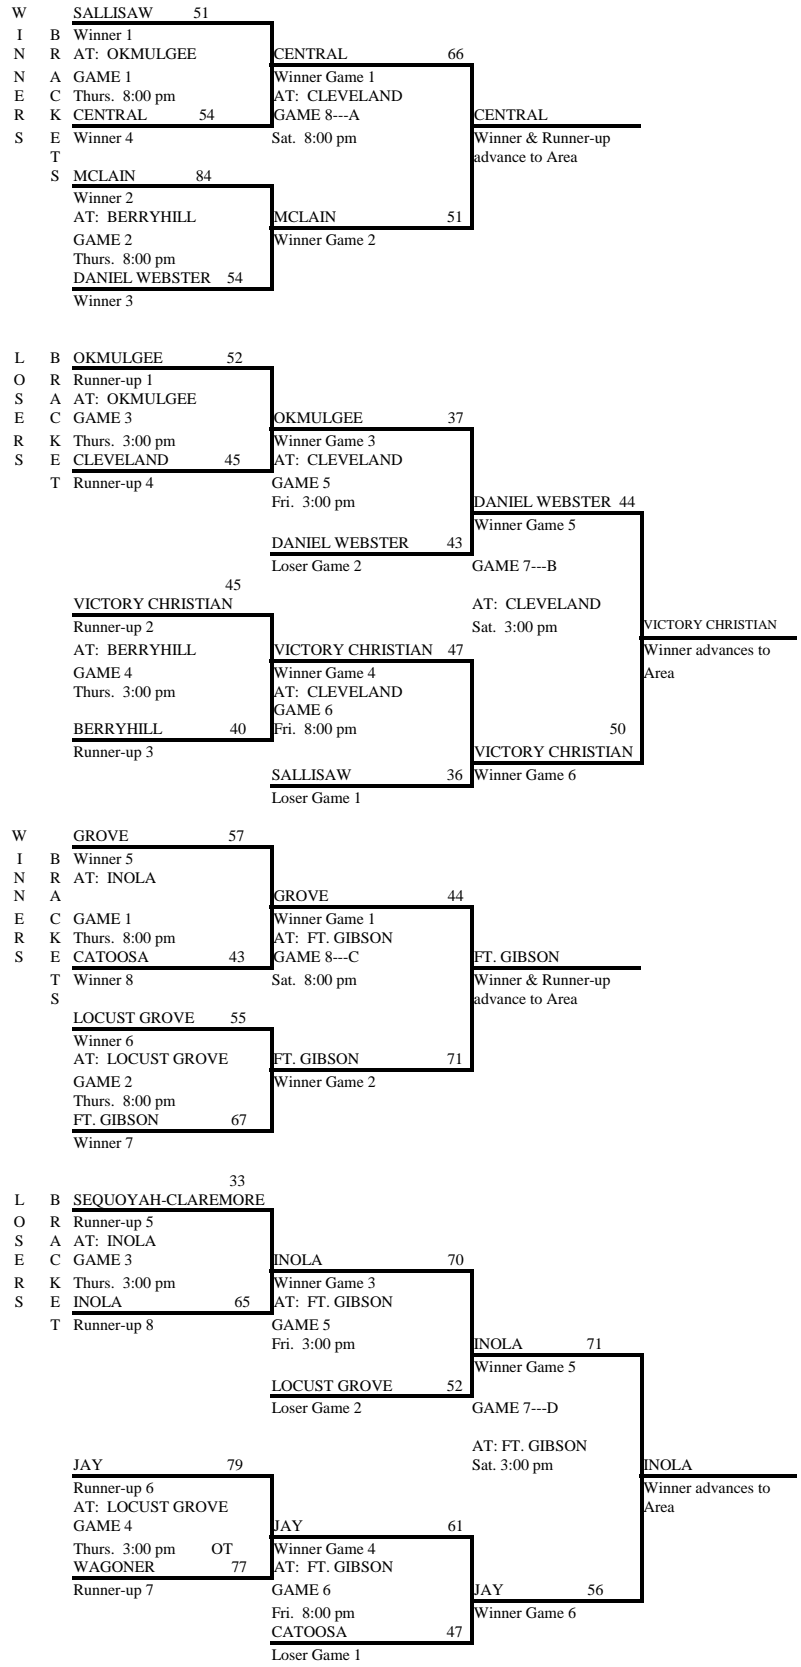 W SALLISAW 51
I B Winner 1
N R AT: OKMULGEE CENTRAL 66
N A GAME 1 Winner Game 1
E C Thurs. 8:00 pm AT: CLEVELAND
R K CENTRAL 54 GAME 8---A CENTRAL
S E Winner 4 Sat. 8:00 pm Winner & Runner-up
T advance to Area
S MCLAIN 84
Winner 2
AT: BERRYHILL MCLAIN 51
GAME 2 Winner Game 2
Thurs. 8:00 pm
DANIEL WEBSTER 54
Winner 3
L B OKMULGEE 52
O R Runner-up 1
S A AT: OKMULGEE
E C GAME 3 OKMULGEE 37
R K Thurs. 3:00 pm Winner Game 3
S E CLEVELAND 45 AT: CLEVELAND
T Runner-up 4 GAME 5
Fri. 3:00 pm DANIEL WEBSTER 44
Winner Game 5
DANIEL WEBSTER 43
Loser Game 2 GAME 7---B
45
VICTORY CHRISTIAN AT: CLEVELAND
Runner-up 2 Sat. 3:00 pm VICTORY CHRISTIAN
AT: BERRYHILL VICTORY CHRISTIAN 47 Winner advances to
GAME 4 Winner Game 4 Area
Thurs. 3:00 pm AT: CLEVELAND
GAME 6
BERRYHILL 40 Fri. 8:00 pm 50
Runner-up 3 VICTORY CHRISTIAN
SALLISAW 36 Winner Game 6
Loser Game 1
W GROVE 57
I B Winner 5
N R AT: INOLA
N A GROVE 44
E C GAME 1 Winner Game 1
R K Thurs. 8:00 pm AT: FT. GIBSON
S E CATOOSA 43 GAME 8---C FT. GIBSON
T Winner 8 Sat. 8:00 pm Winner & Runner-up
S advance to Area
LOCUST GROVE 55
Winner 6
AT: LOCUST GROVE FT. GIBSON 71
GAME 2 Winner Game 2
Thurs. 8:00 pm
FT. GIBSON 67
Winner 7
33
L B SEQUOYAH-CLAREMORE
O R Runner-up 5
S A AT: INOLA
E C GAME 3 INOLA 70
R K Thurs. 3:00 pm Winner Game 3
S E INOLA 65 AT: FT. GIBSON
T Runner-up 8 GAME 5
Fri. 3:00 pm INOLA 71
Winner Game 5
LOCUST GROVE 52
Loser Game 2 GAME 7---D
AT: FT. GIBSON
JAY 79 Sat. 3:00 pm INOLA
Runner-up 6 Winner advances to
AT: LOCUST GROVE Area
GAME 4 JAY 61
Thurs. 3:00 pm OT Winner Game 4
WAGONER 77 AT: FT. GIBSON
Runner-up 7 GAME 6 JAY 56
Fri. 8:00 pm Winner Game 6
CATOOSA 47
Loser Game 1